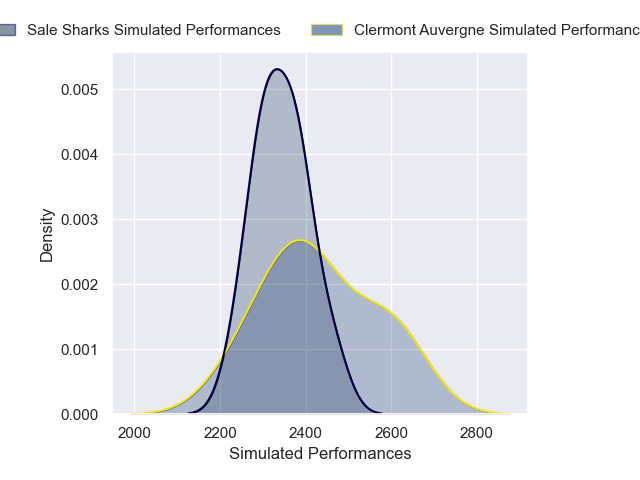 Sale Sharks Simulated Performances
Clermont Auvergne Simulated Performanc
0.005
0.004
0.003
0.002
0.001
0.000
Density
2000 2200 2400 2600 2800
Simulated Performances